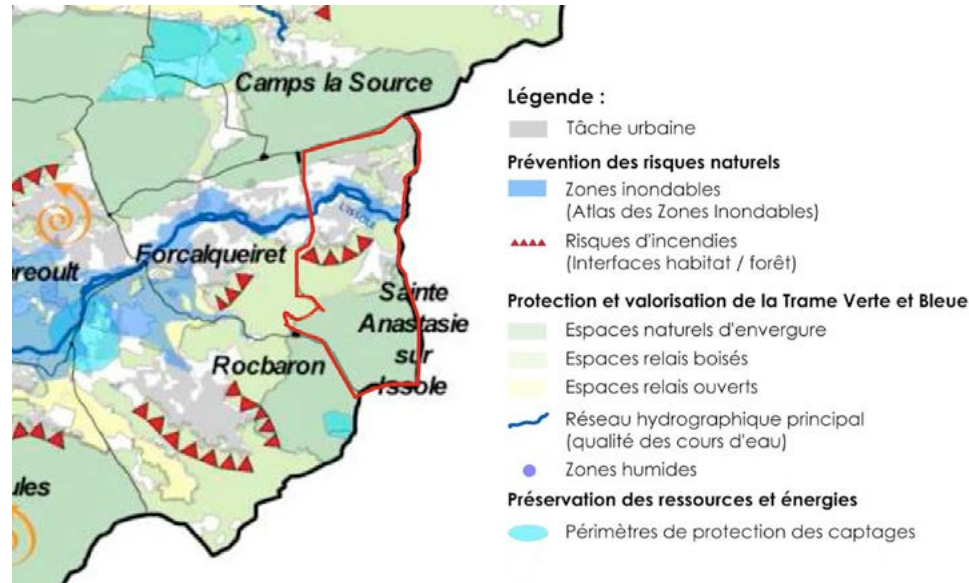 Camps la Source
L'ISSOLE
Forcalqueiret
reoult
Sainte
Anastasie
sur
Issole
Rocbaron
ules
Légende :
Tâche urbaine
Prévention des risques naturels
Zones inondables
(Atlas des Zones Inondables)
Risques d'incendies
(Interfaces habitat / forêt)
Protection et valorisation de la Trame Verte et Bleue
Espaces naturels d'envergure
Espaces relais boisés
Espaces relais ouverts
Réseau hydrographique principal
(qualité des cours d'eau)
Zones humides
Préservation des ressources et énergies
Périmètres de protection des captages